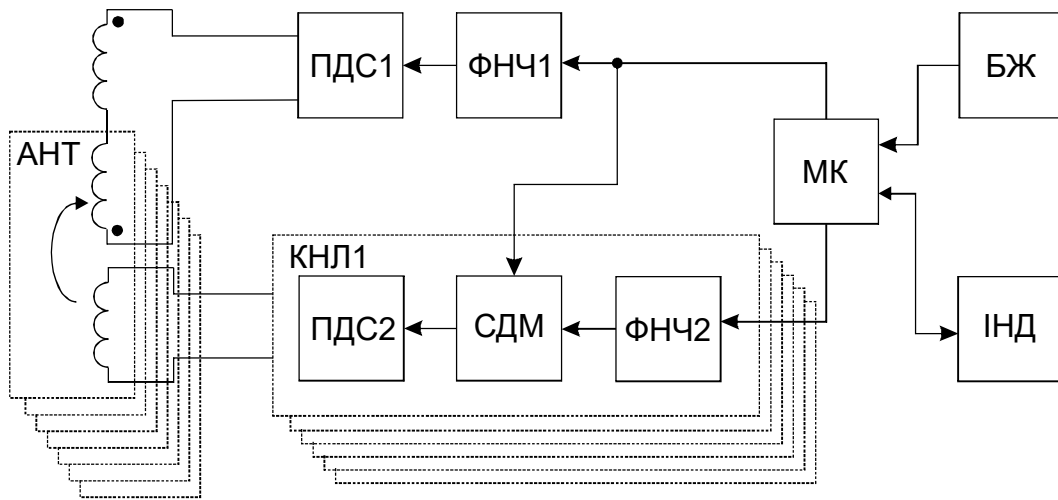 ПДС1
ФНЧ1
БЖ
АНТ
МК
КНЛ1
ПДС2
СДМ
ФНЧ2
ІНД